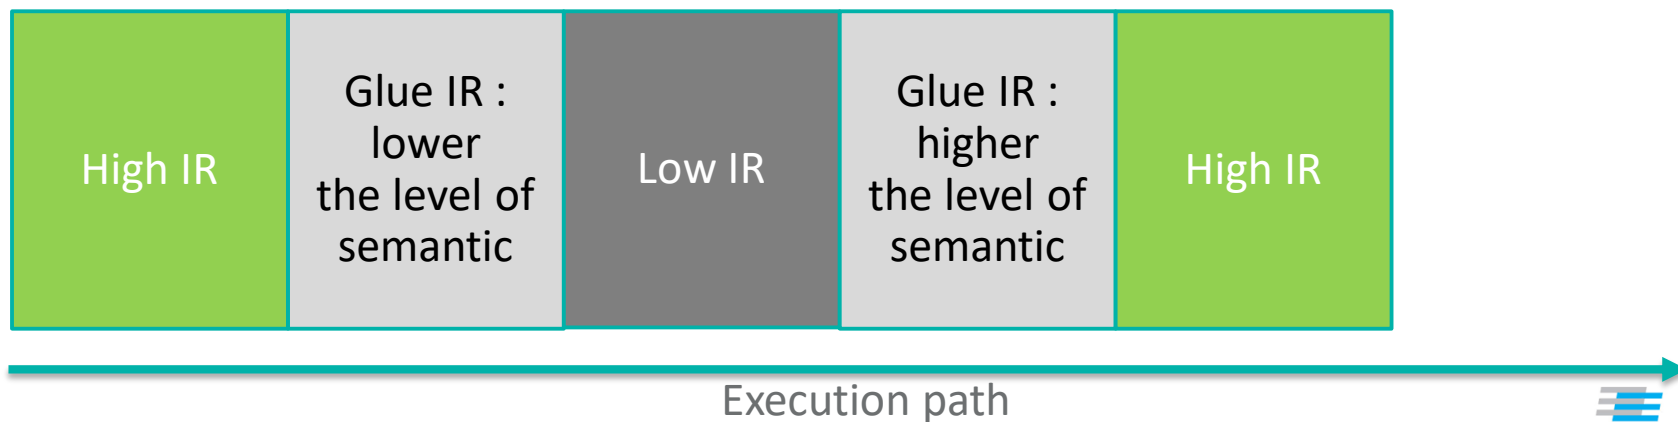 High IR
Glue IR :
lower
the level of
semantic
Low IR
Glue IR :
higher
the level of
semantic
High IR
Execution path